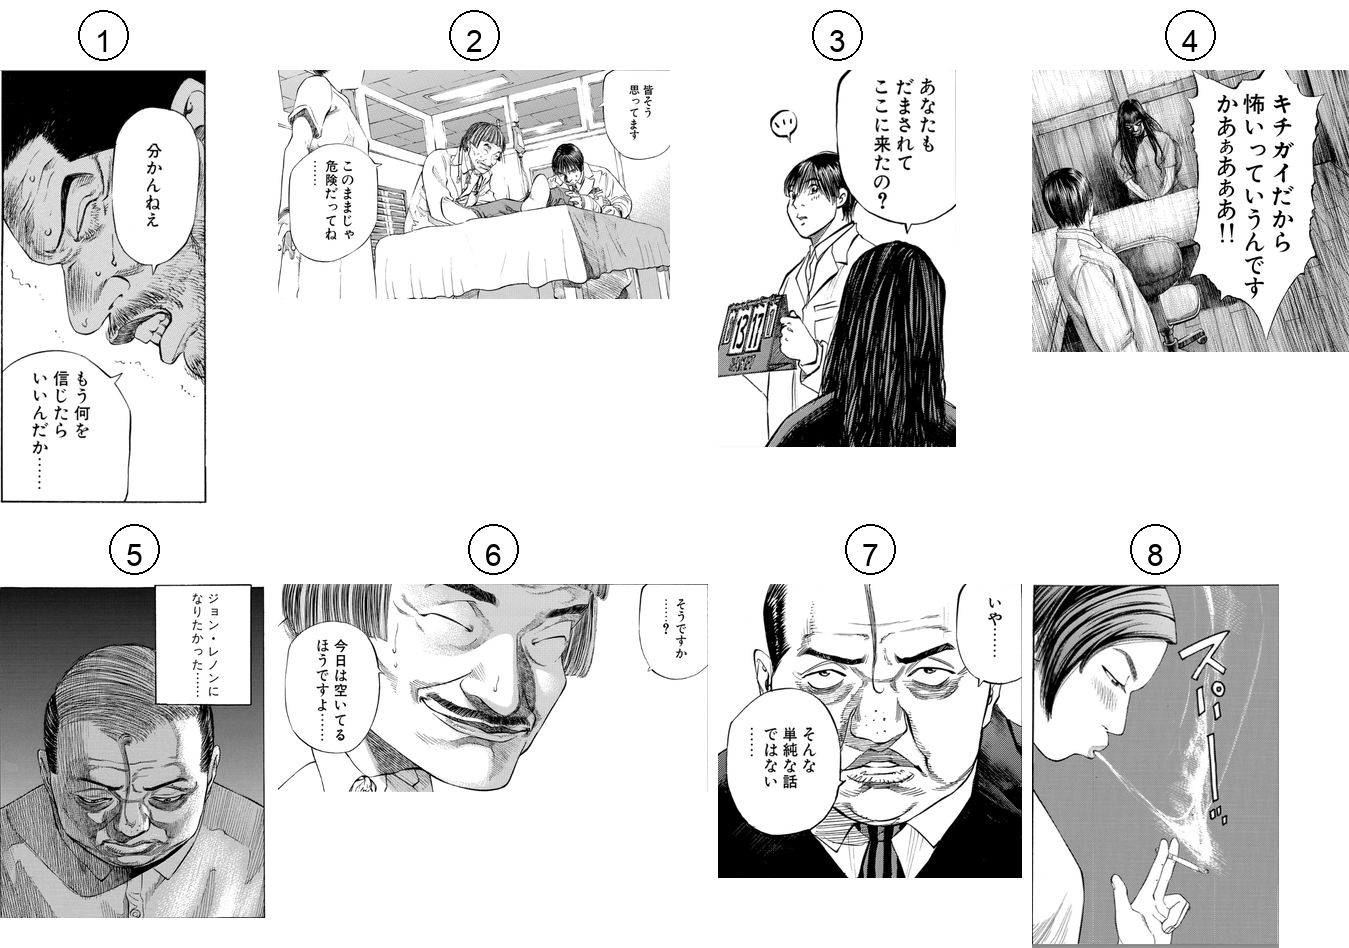 1
分かんねえ
もう何を
信じたら
いいんだか……
2
皆そう
思ってます
このままじゃ
危険だってね
……
3
あなたも
だまされて
ここに来たの？
13 17
4
キチガイだから
怖いっていうんです
かあぁあぁあ!!
5
ジョン・レノンに
なりたかった……
6
そうですか
……？
今日は空いてる
ほうですよ……
7
いや……
そんな
単純な話
ではない
……
8
スパーッ